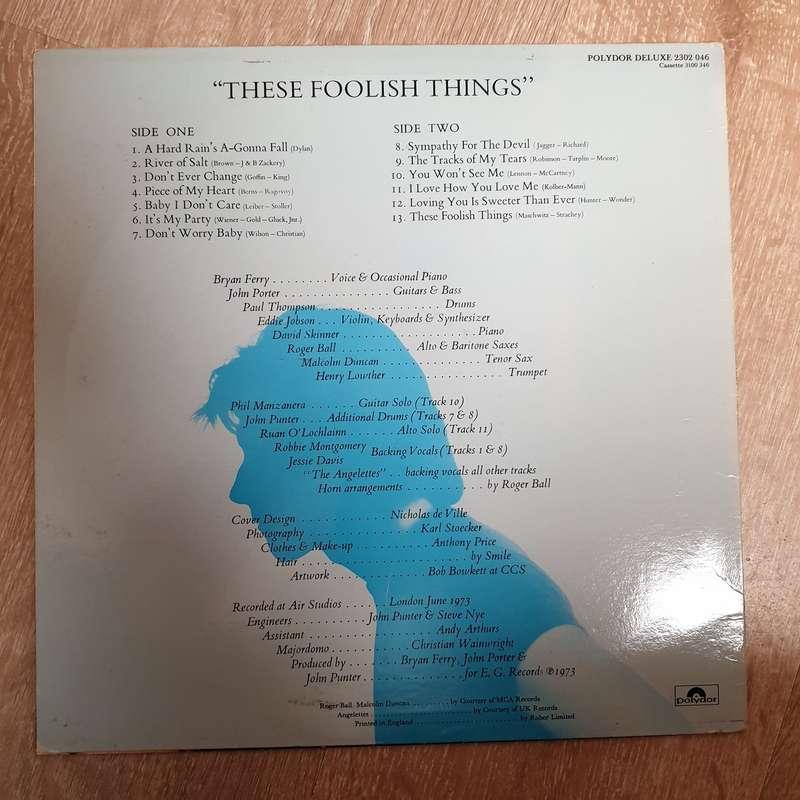 POLYDOR DELUXE 2302 046
Cassette 3100 346
“THESE FOOLISH THINGS”
SIDE ONE
1. A Hard Rain's A-Gonna Fall (Dylan)
2. River of Salt (Brown – J & B Zackery)
3. Don't Ever Change (Goffin – King)
4. Piece of My Heart (Berns – Ragovoy)
5. Baby I Don't Care (Leiber – Stoller)
6. It's My Party (Wiener – Gold – Gluck, Jnr.)
7. Don't Worry Baby (Wilson – Christian)
SIDE TWO
8. Sympathy For The Devil (Jagger – Richard)
9. The Tracks of My Tears (Robinson – Tarplin – Moore)
10. You Won't See Me (Lennon – McCartney)
11. I Love How You Love Me (Kolber-Mann)
12. Loving You Is Sweeter Than Ever (Hunter – Wonder)
13. These Foolish Things (Maschwitz – Strachey)
Bryan Ferry . . . . . . . . Voice & Occasional Piano
John Porter . . . . . . . . . . . . . . . . Guitars & Bass
Paul Thompson . . . . . . . . . . . . . . . . . . . Drums
Eddie Jobson . . . Violin, Keyboards & Synthesizer
David Skinner . . . . . . . . . . . . . . . . . . . . Piano
Roger Ball . . . . . . . . . . . Alto & Baritone Saxes
Malcolm Duncan . . . . . . . . . . . . . . . Tenor Sax
Henry Lowther . . . . . . . . . . . . . . . . Trumpet
Phil Manzanera . . . . . . . Guitar Solo (Track 10)
John Punter . . . Additional Drums (Tracks 7 & 8)
Ruan O'Lochlainn . . . . . . . Alto Solo (Track 11)
Robbie Montgomery
Jessie Davis Backing Vocals (Tracks 1 & 8)
“The Angelettes” . . backing vocals all other tracks
Horn arrangements . . . . . . . . . . by Roger Ball
Cover Design . . . . . . . . . . . . . Nicholas de Ville
Photography . . . . . . . . . . . . . . . . Karl Stoecker
Clothes & Make-up . . . . . . . . . . . Anthony Price
Hair . . . . . . . . . . . . . . . . . . . . . . . by Smile
Artwork . . . . . . . . . . . . . Bob Bowkett at CCS
Recorded at Air Studios . . . . . . London June 1973
Engineers . . . . . . . . . . John Punter & Steve Nye
Assistant . . . . . . . . . . . . . . . . . . Andy Arthurs
Majordomo . . . . . . . . . . . . Christian Wainwright
Produced by . . . . . . . . Bryan Ferry, John Porter &
John Punter . . . . . . . . . . . . . . for E. G. Records ℗1973
Roger Ball, Malcolm Duncan . . . . . . . . . by Courtesy of MCA Records
Angelettes . . . . . . . . . . . . . . . . . . . . . by Courtesy of UK Records
Printed in England . . . . . . . . . . . . . . . . . . . . by Robor Limited
Polydor